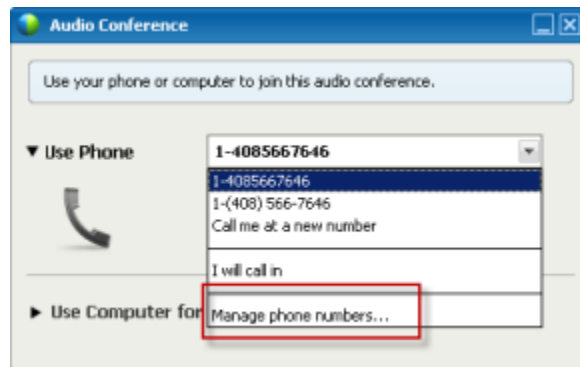 Audio Conference
Use your phone or computer to join this audio conference.
Use Phone
1-4085667646
1-4085667646
1-(408) 566-7646
Call me at a new number
I will call in
Use Computer for
Manage phone numbers...